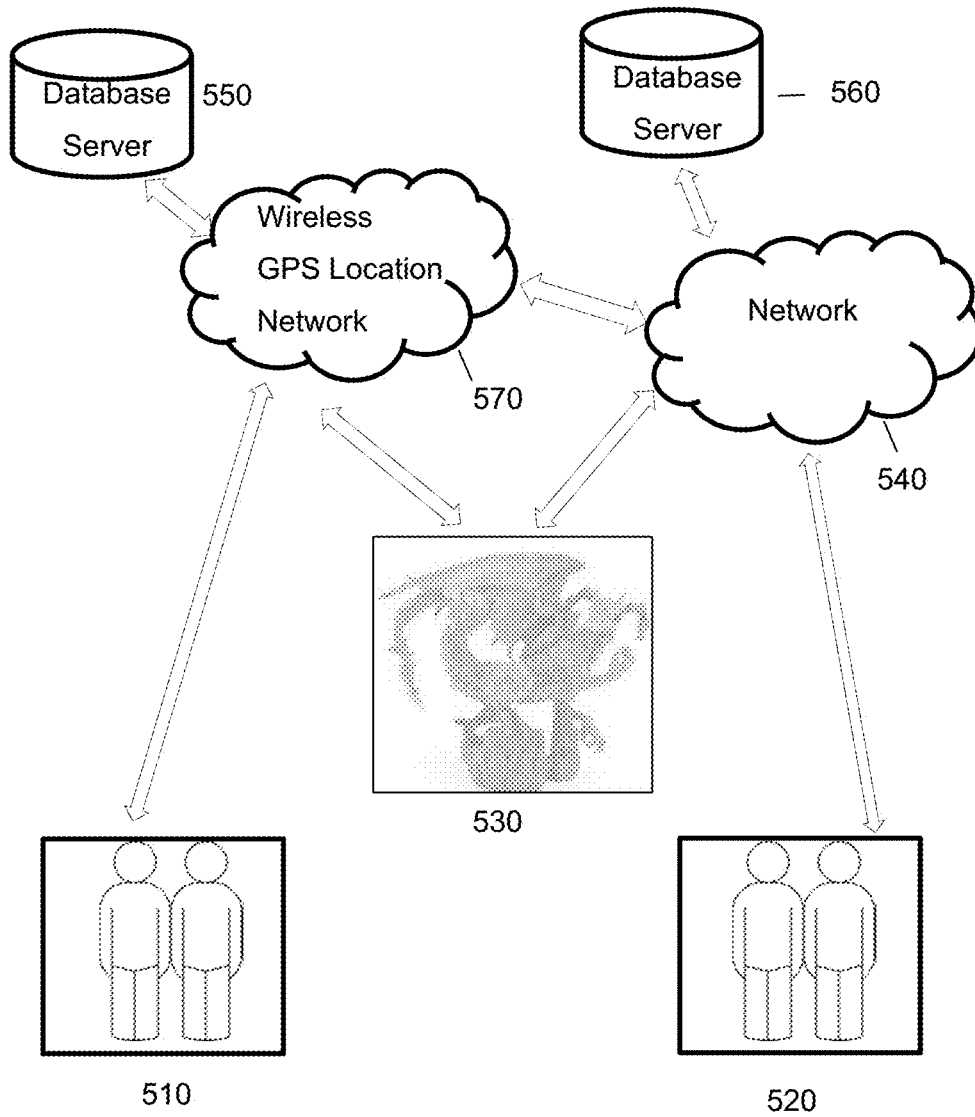 Database
Server
550
Database
Server
560
Wireless
GPS Location
Network
570
Network
540
530
510
520